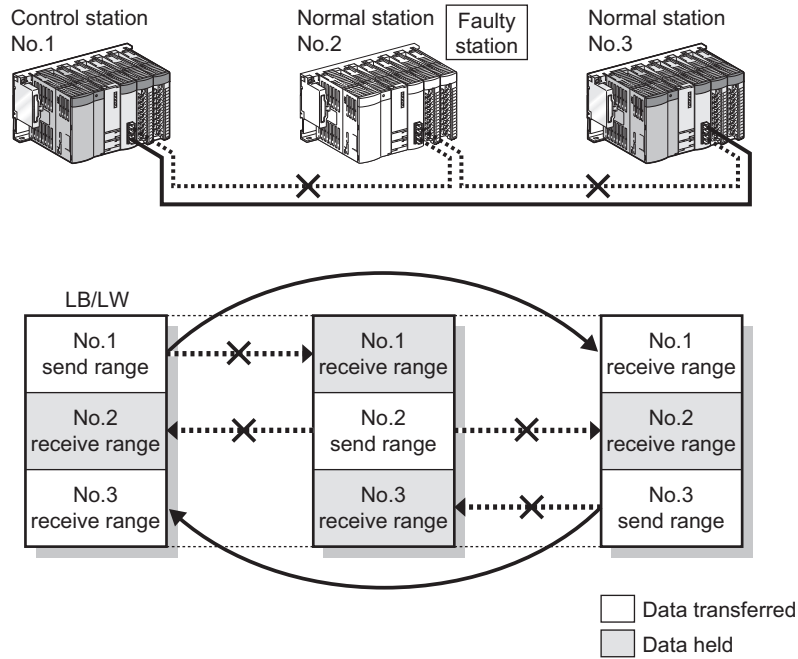 Control station
No.1
Normal station
No.2
Faulty
station
Normal station
No.3
LB/LW
No.1
send range
No.2
receive range
No.3
receive range
No.1
receive range
No.2
send range
No.3
receive range
No.1
receive range
No.2
receive range
No.3
send range
Data transferred
Data held